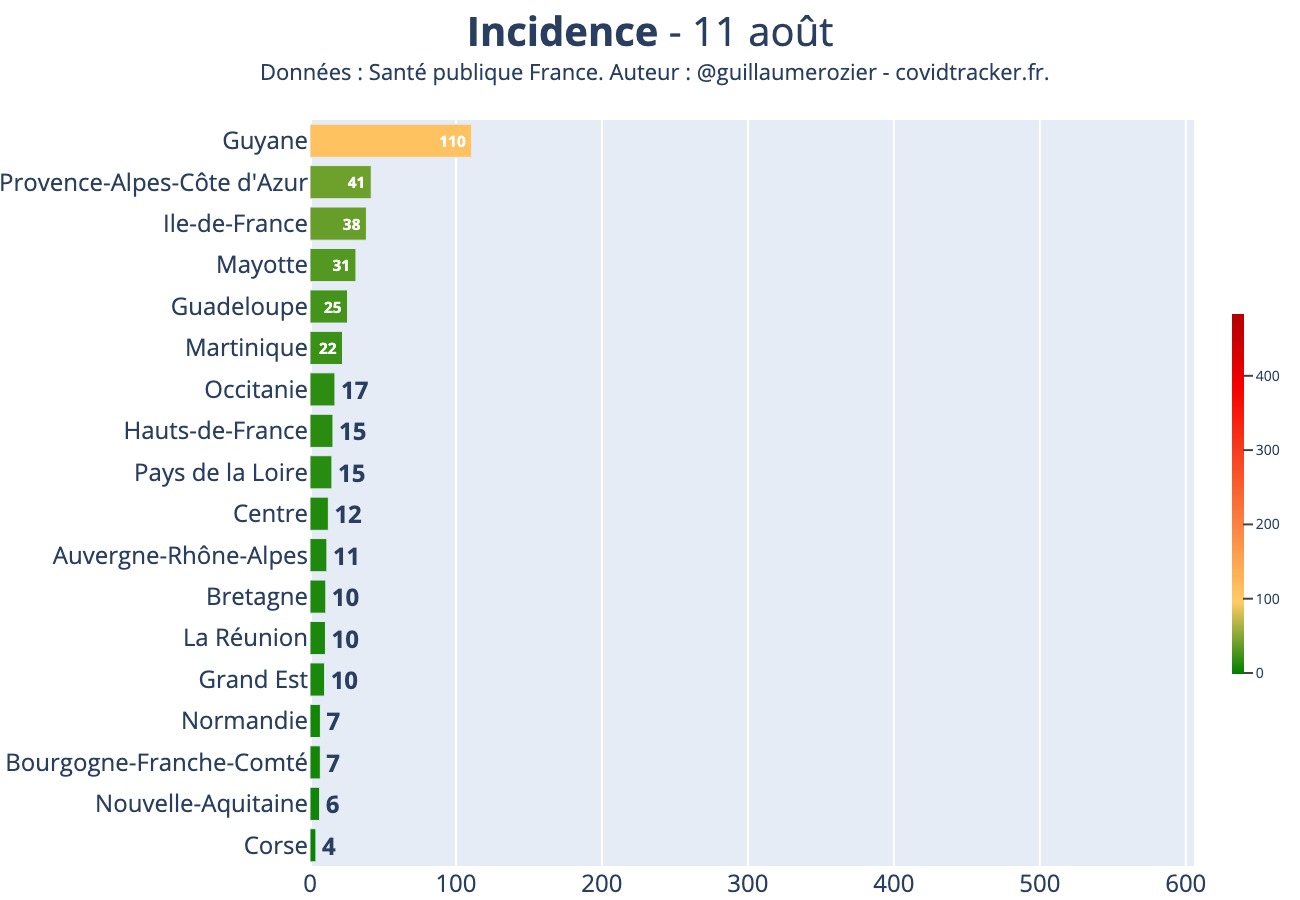 Incidence - 11 août
Données : Santé publique France. Auteur : @guillaumerozier - covidtracker.fr.
Guyane 110
Provence-Alpes-Côte d'Azur 41
Ile-de-France 38
Mayotte 31
Guadeloupe 25
Martinique 22
Occitanie 17
Hauts-de-France 15
Pays de la Loire 15
Centre 12
Auvergne-Rhône-Alpes 11
Bretagne 10
La Réunion 10
Grand Est 10
Normandie 7
Bourgogne-Franche-Comté 7
Nouvelle-Aquitaine 6
Corse 4
0 100 200 300 400 500 600
400
300
200
100
0